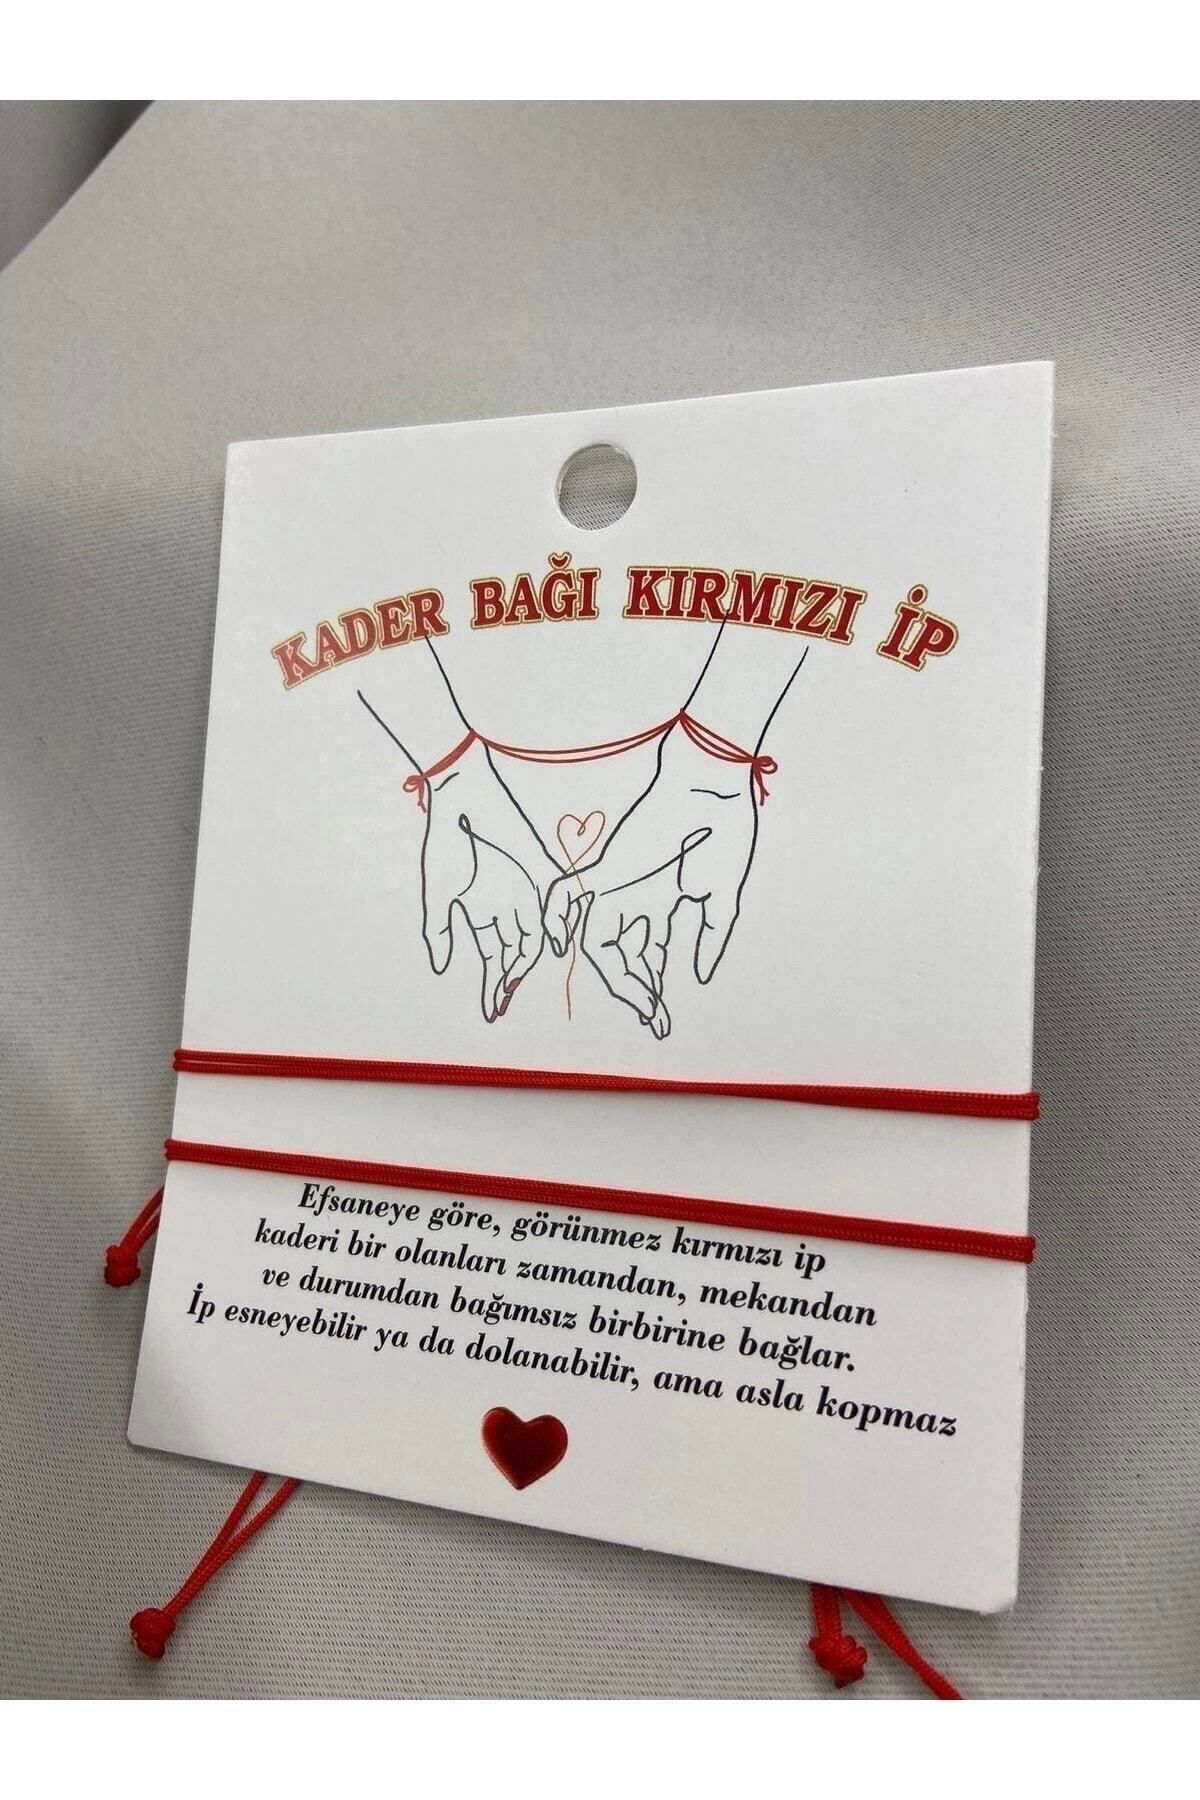 KADER BAĞI KIRMIZI İP
Efsaneye göre, görünmez kırmızı ip
kaderi bir olanları zamandan, mekandan
ve durumdan bağımsız birbirine bağlar.
İp esneyebilir ya da dolanabilir, ama asla kopmaz